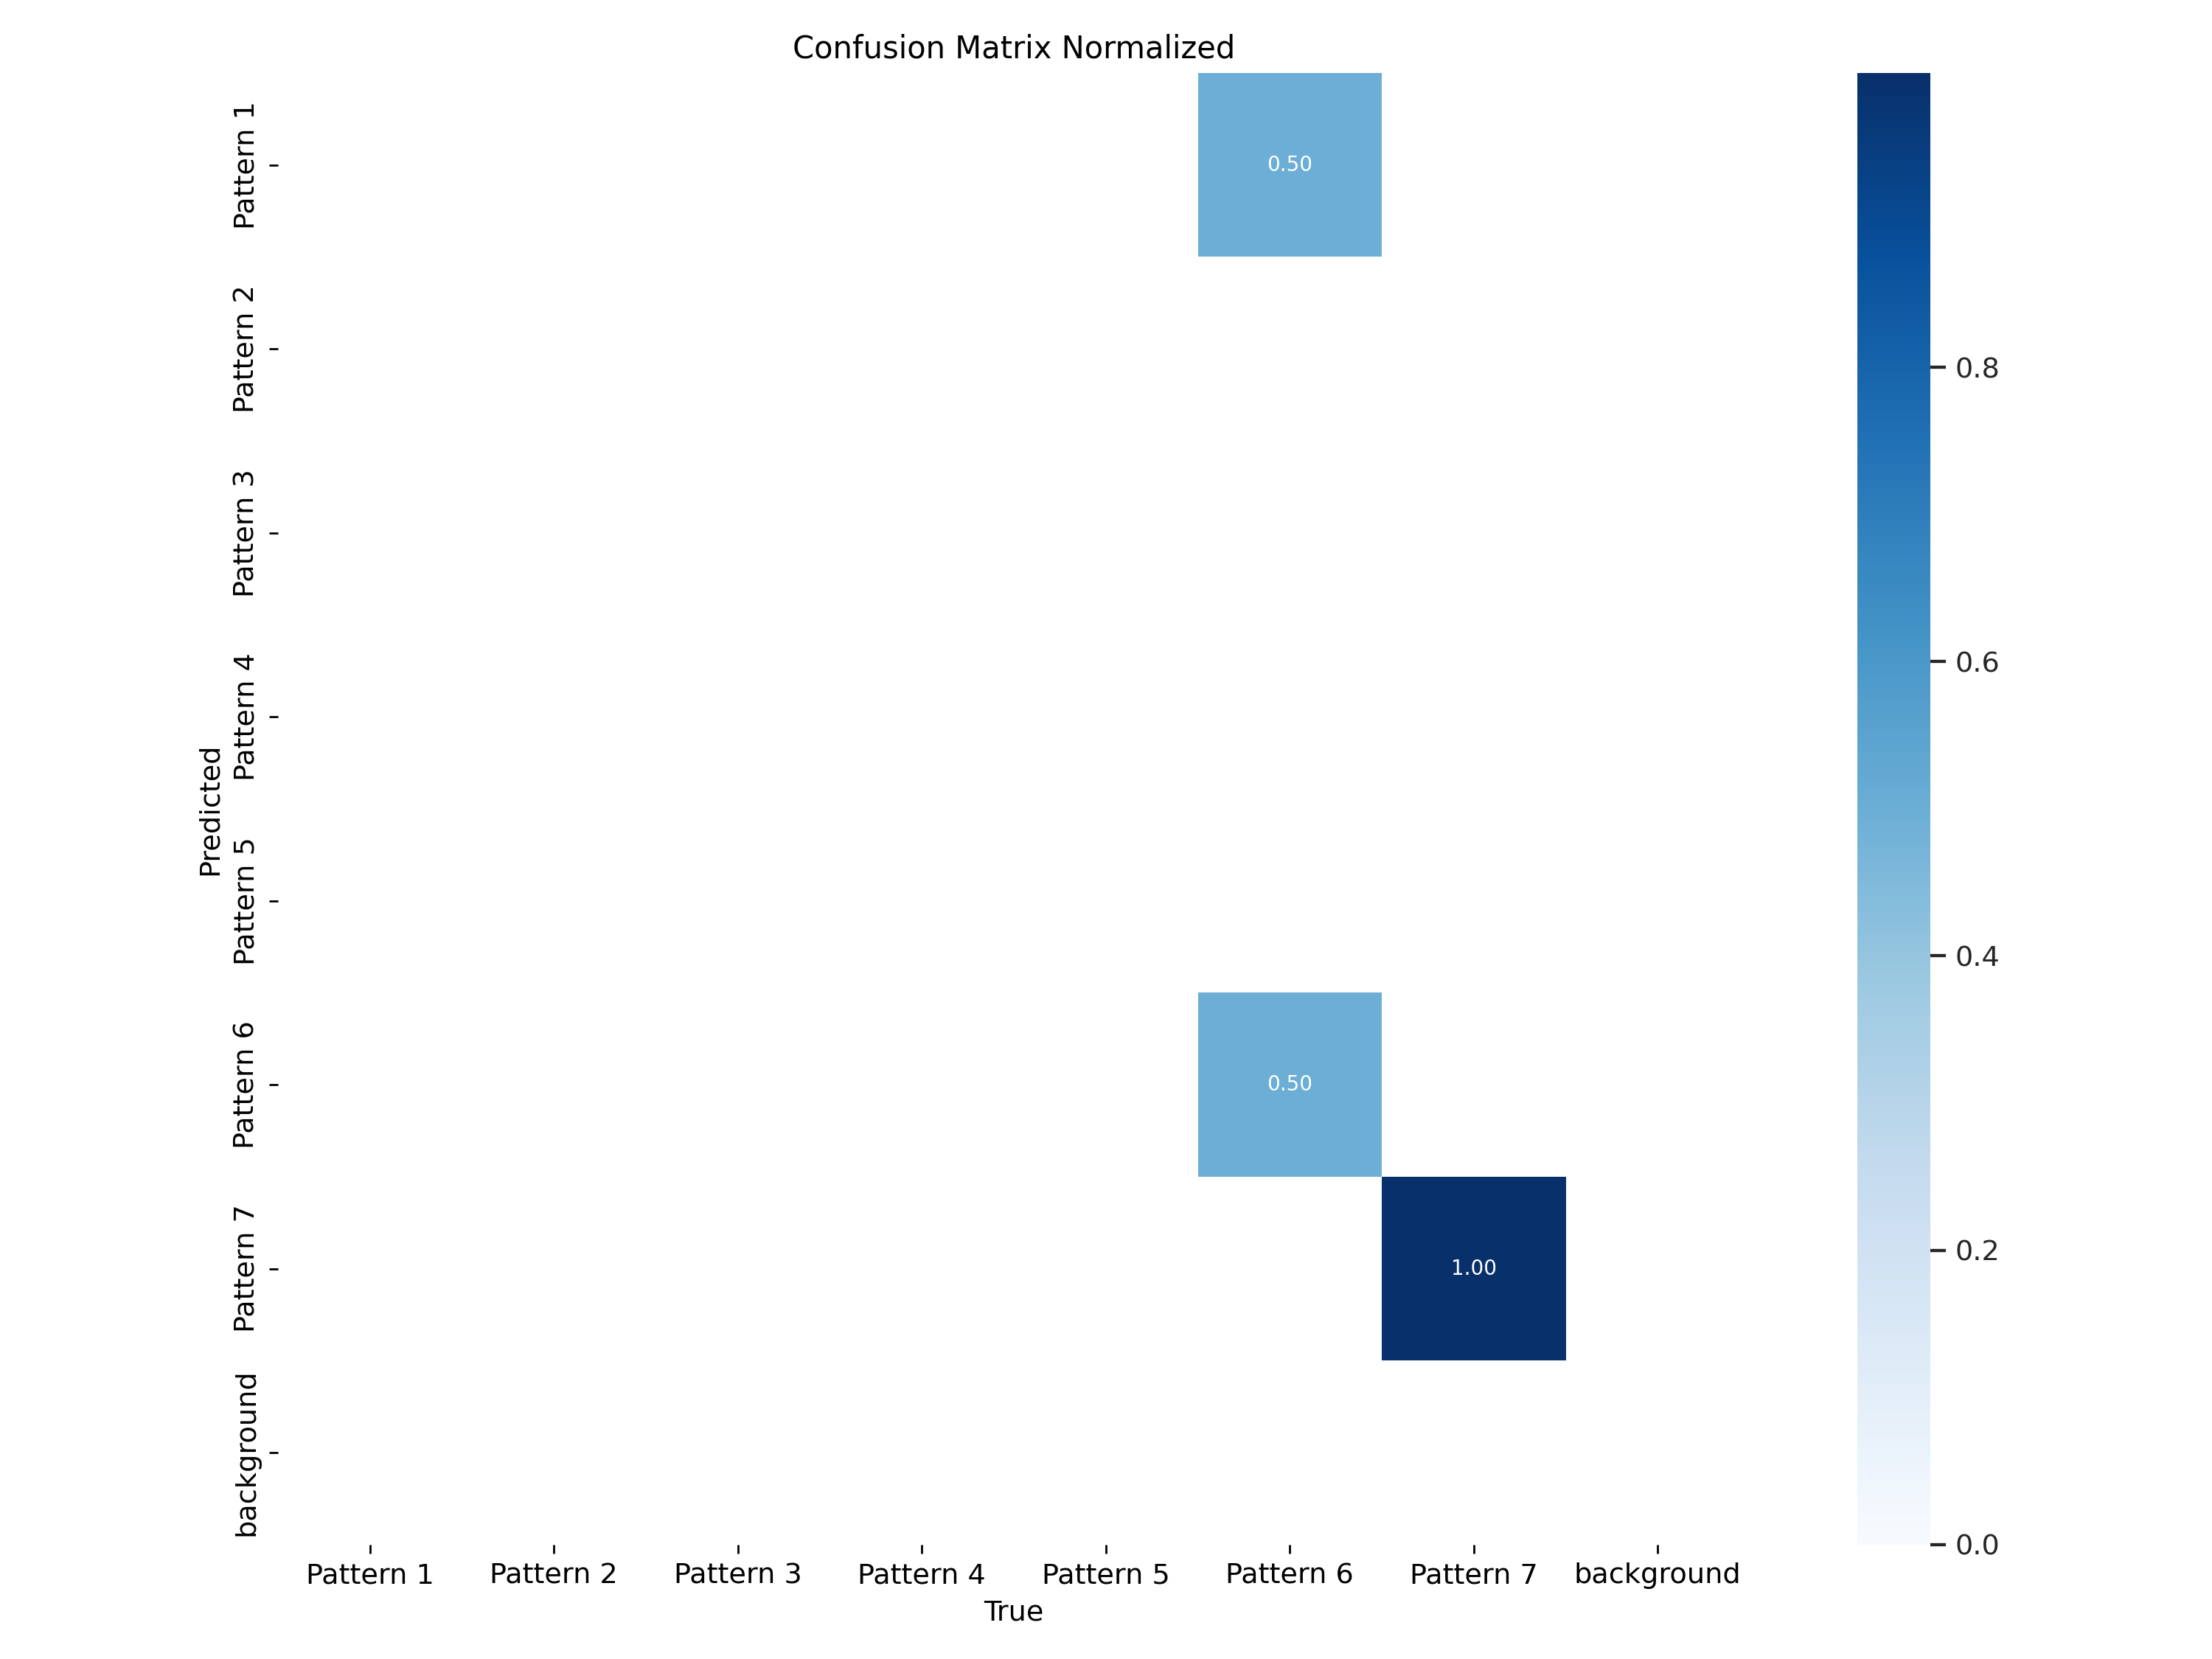 Confusion Matrix Normalized
Pattern 1
Pattern 2
Pattern 3
Pattern 4
Pattern 5
Pattern 6
Pattern 7
background
Predicted
0.50
0.50
1.00
Pattern 1
Pattern 2
Pattern 3
Pattern 4
Pattern 5
Pattern 6
Pattern 7
background
True
0.8
0.6
0.4
0.2
0.0